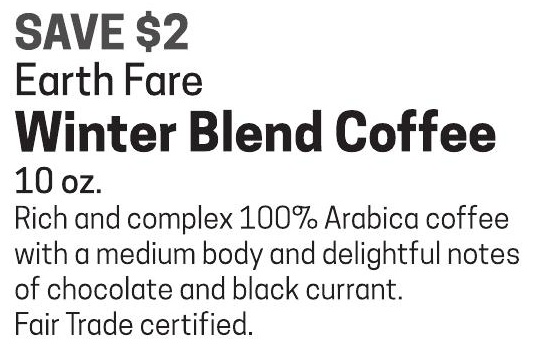 SAVE $2
Earth Fare
Winter Blend Coffee
10 oz.
Rich and complex 100% Arabica coffee
with a medium body and delightful notes
of chocolate and black currant.
Fair Trade certified.